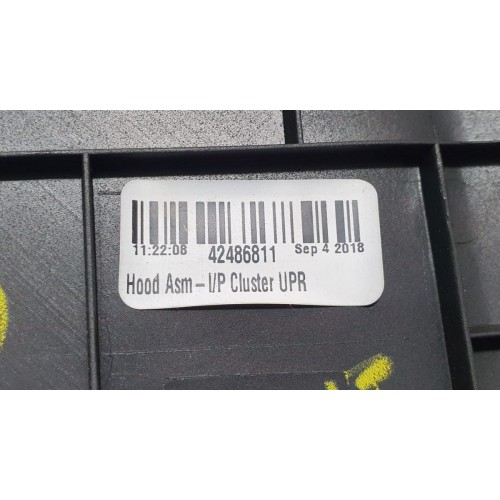 11:22:08 42486811 Sep 4 2018
Hood Asm – I/P Cluster UPR